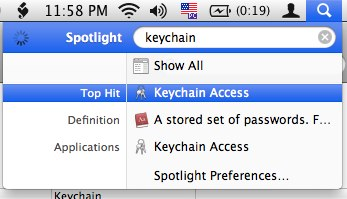 11:58 PM (0:19)
Spotlight keychain
Show All
Top Hit Keychain Access
Definition A stored set of passwords. F...
Applications Keychain Access
Spotlight Preferences...
Keychain